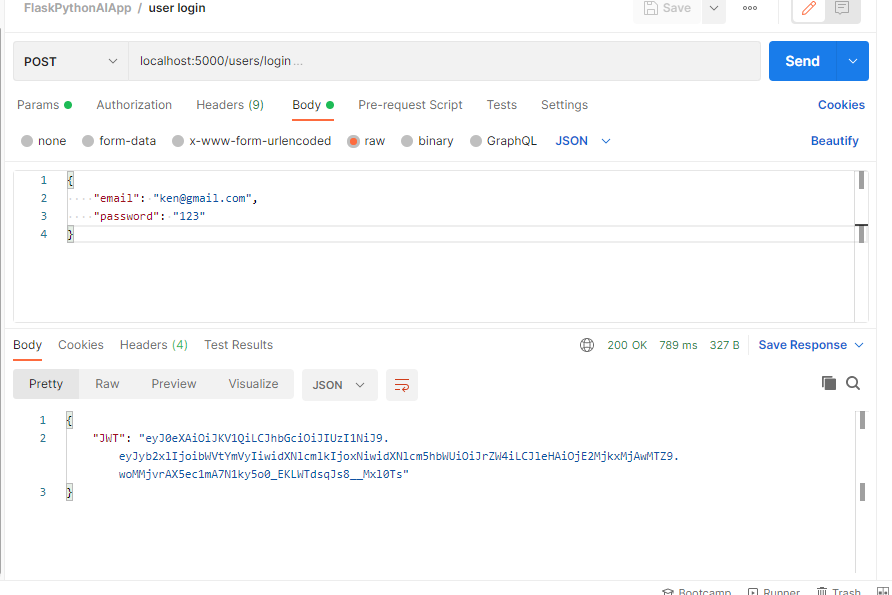 FlaskPythonAIApp / user login
Save
POST
localhost:5000/users/login ...
Send
Params
Authorization
Headers (9)
Body
Pre-request Script
Tests
Settings
Cookies
none
form-data
x-www-form-urlencoded
raw
binary
GraphQL
JSON
Beautify
1 {
2 "email": "ken@gmail.com",
3 "password": "123"
4 }
Body
Cookies
Headers (4)
Test Results
200 OK
789 ms
327 B
Save Response
Pretty
Raw
Preview
Visualize
JSON
1 {
2 "JWT": "eyJ0eXAiOiJKV1QiLCJhbGciOiJIUzI1NiJ9.
eyJyb2xlIjoibWVtYmVyIiwidXNlcmlkIjoxNiwidXNlcm5hbWUiOiJrZW4iLCJleHAiOjE2MjkxMjAwMTZ9.
woMMjvrAX5ec1mA7N1ky5o0_EKLWTdsqJs8__Mxl0Ts"
3 }
Bootcamp
Runner
Trash